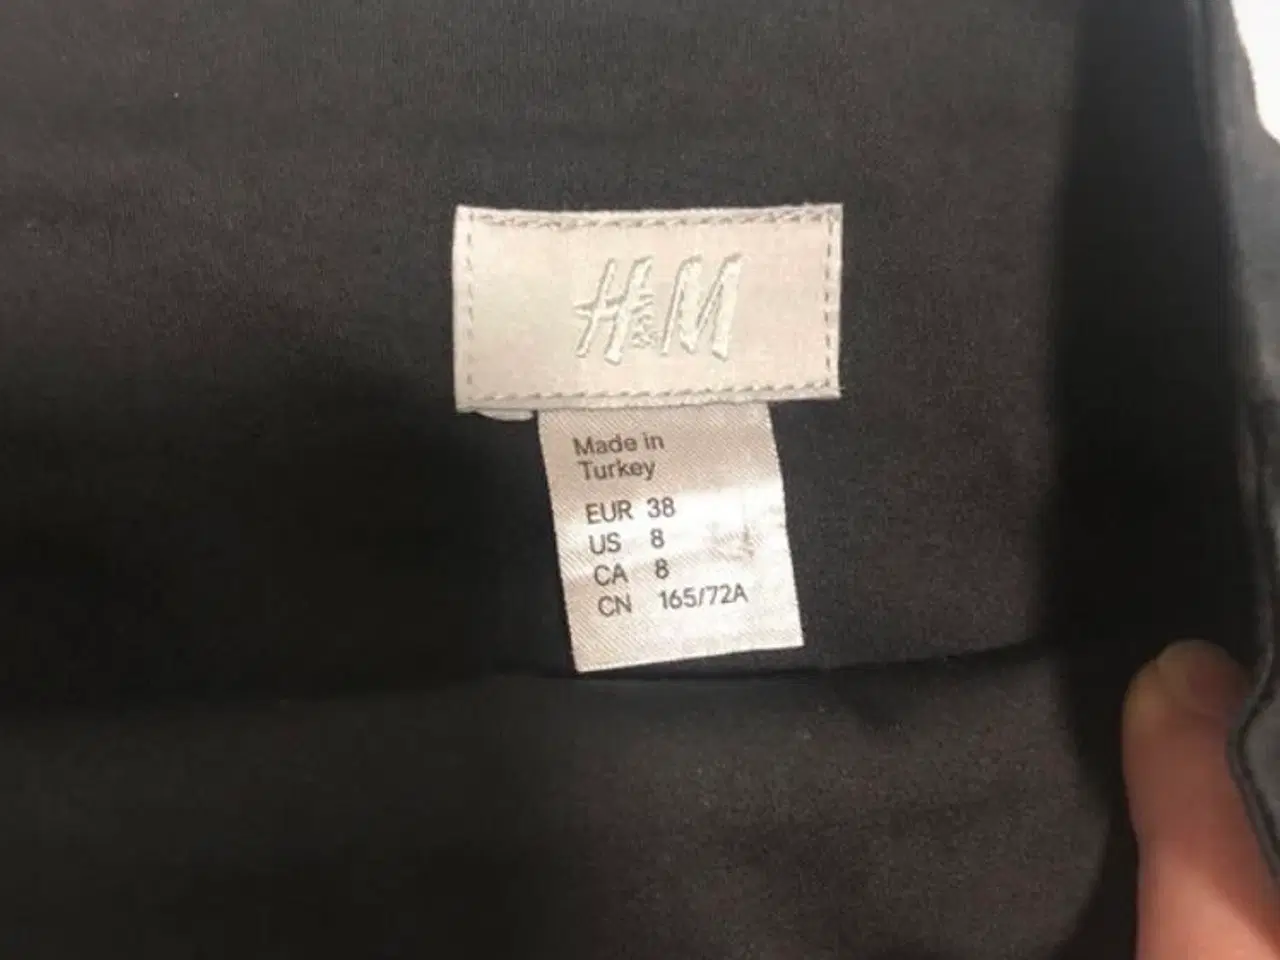 H&M
Made in
Turkey
EUR 38
US 8
CA 8
CN 165/72A